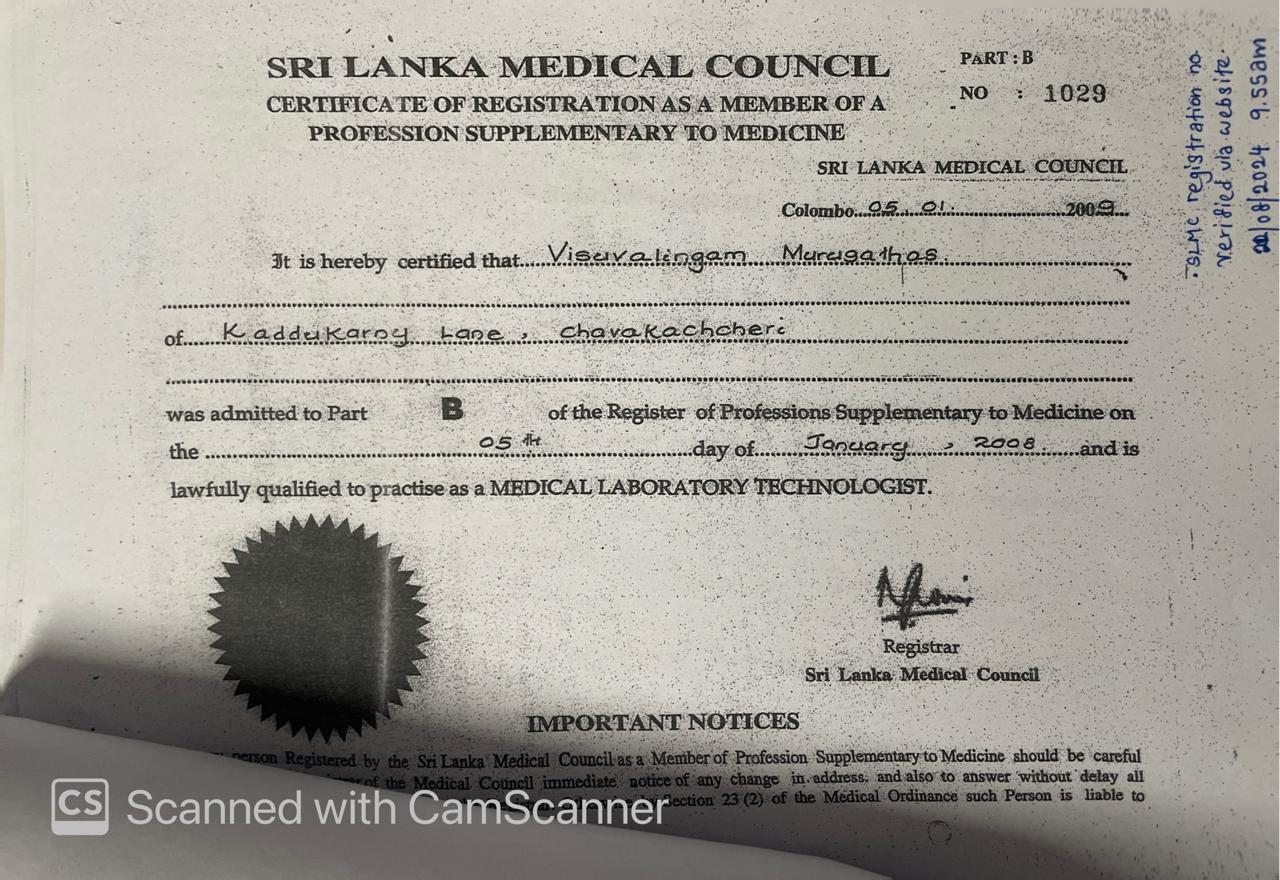 SRI LANKA MEDICAL COUNCIL
CERTIFICATE OF REGISTRATION AS A MEMBER OF A
PROFESSION SUPPLEMENTARY TO MEDICINE
PART : B
NO : 1029
SRI LANKA MEDICAL COUNCIL
Colombo...05...01...2009...
It is hereby certified that...Visuvalingam Murugathas
of...Kaddukarny Lane, Chavakachcheri
was admitted to Part B of the Register of Professions Supplementary to Medicine on
the...05th...day of...January, 2008...and is
lawfully qualified to practise as a MEDICAL LABORATORY TECHNOLOGIST.
Registrar
Sri Lanka Medical Council
IMPORTANT NOTICES
person Registered by the Sri Lanka Medical Council as a Member of Profession Supplementary to Medicine should be careful
of the Medical Council immediate notice of any change in address. and also to answer without delay all
Section 23 (2) of the Medical Ordinance such Person is liable to
SLMC registration no
verified via website.
/08/2024 9.55am
CS Scanned with CamScanner